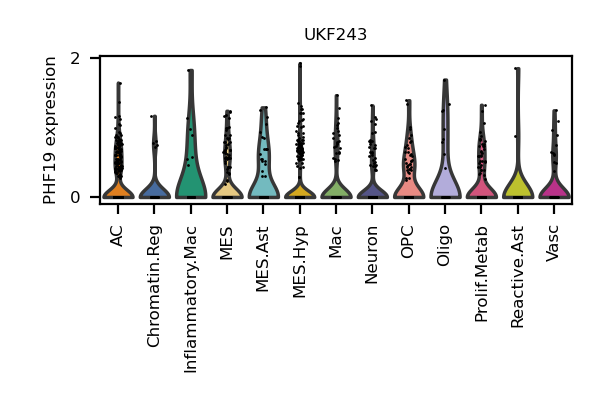 UKF243
PHF19 expression
2
0
AC
Chromatin.Reg
Inflammatory.Mac
MES
MES.Ast
MES.Hyp
Mac
Neuron
OPC
Oligo
Prolif.Metab
Reactive.Ast
Vasc